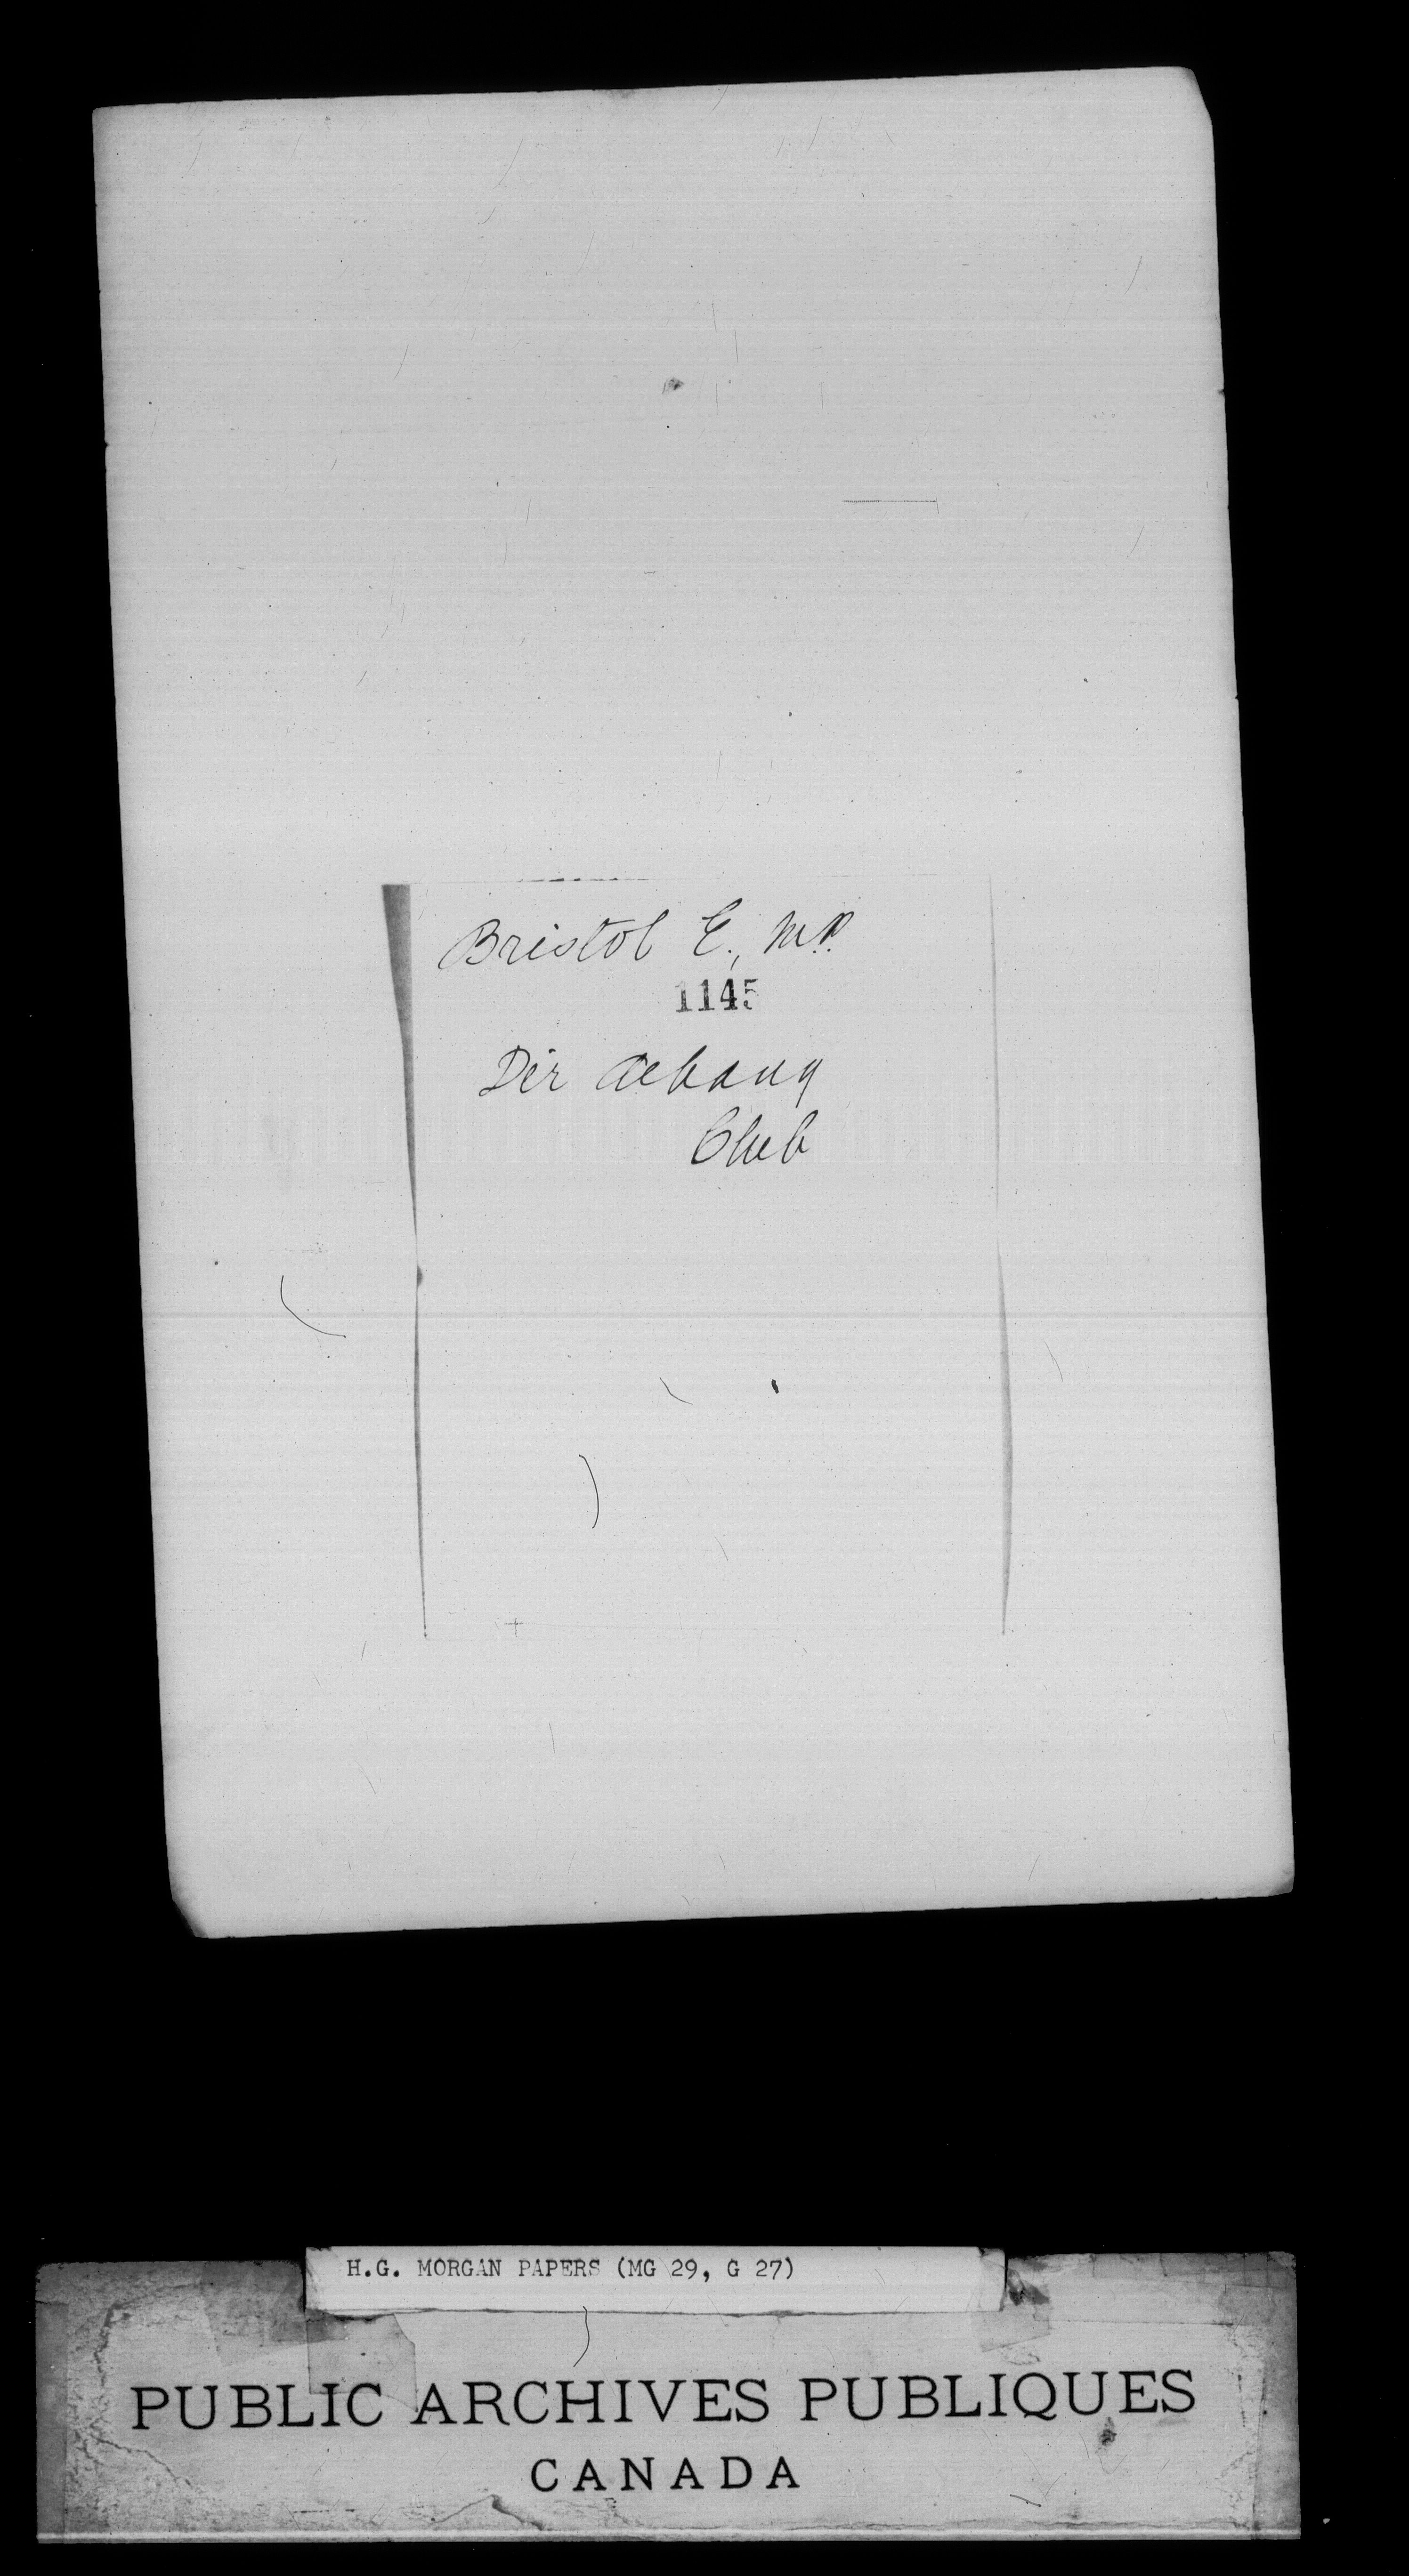 Bristol E., M.P.
1145
Dir Albany
Club
H.G. MORGAN PAPERS (MG 29, G 27)
PUBLIC ARCHIVES PUBLIQUES
CANADA